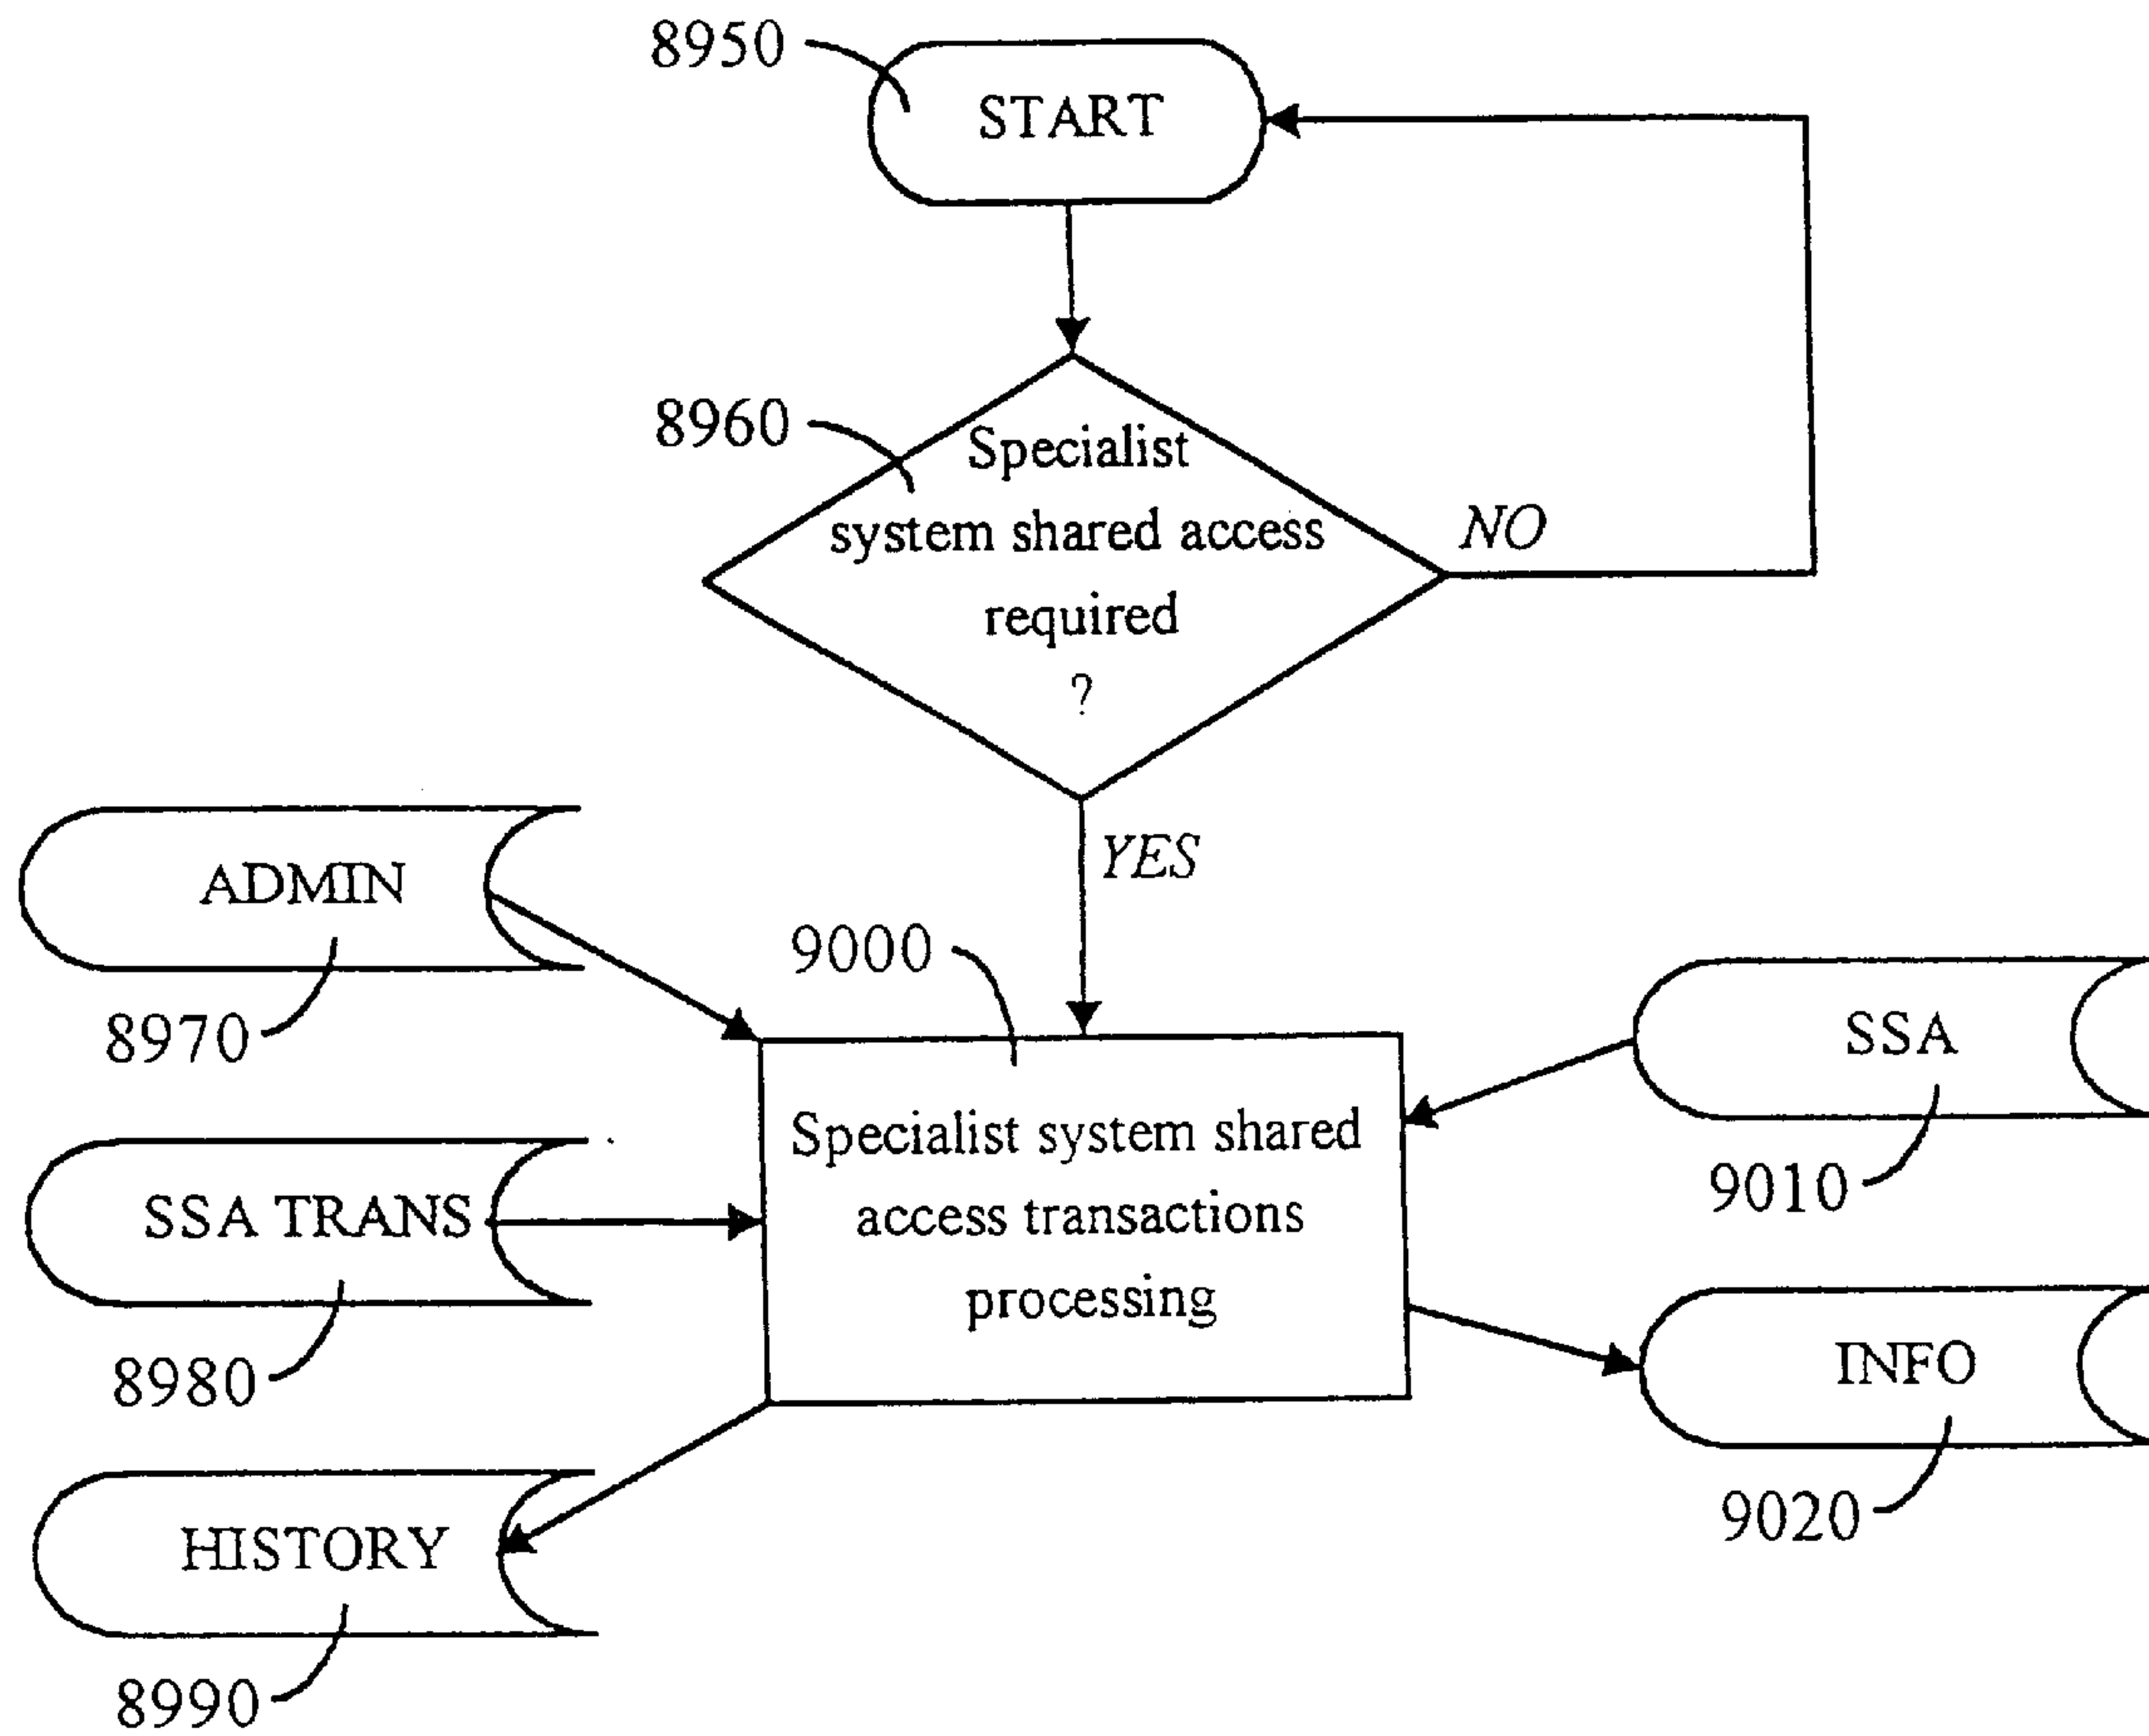 8950
START
8960
Specialist
system shared access
required
?
NO
YES
ADMIN
8970
9000
SSA
9010
Specialist system shared
access transactions
processing
SSA TRANS
8980
INFO
9020
HISTORY
8990